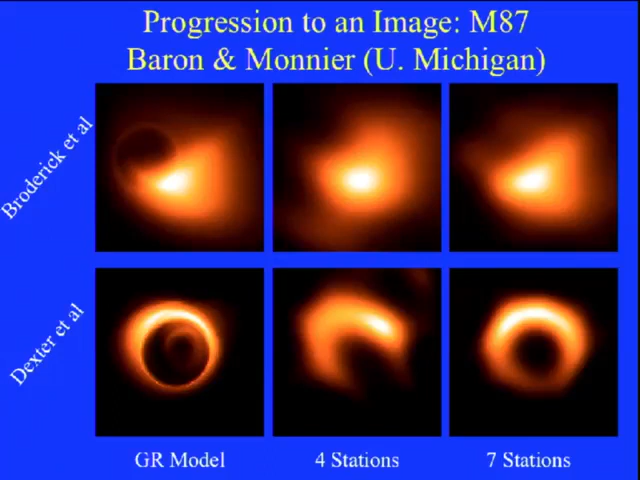 Progression to an Image: M87
Baron & Monnier (U. Michigan)
Broderick et al
Dexter et al
GR Model
4 Stations
7 Stations